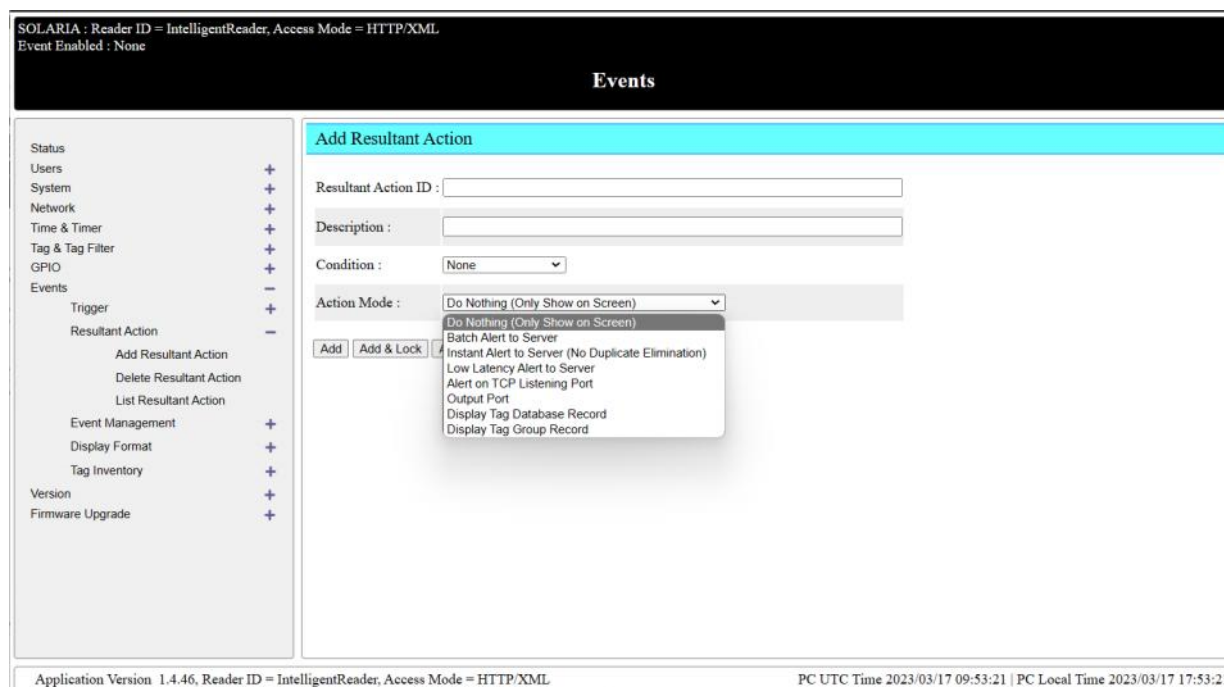 SOLARIA : Reader ID = IntelligentReader, Access Mode = HTTP/XML
Event Enabled : None
Events
Status
Users
System
Network
Time & Timer
Tag & Tag Filter
GPIO
Events
Trigger
Resultant Action
Add Resultant Action
Delete Resultant Action
List Resultant Action
Event Management
Display Format
Tag Inventory
Version
Firmware Upgrade
Add Resultant Action
Resultant Action ID :
Description :
Condition : None
Action Mode : Do Nothing (Only Show on Screen)
Do Nothing (Only Show on Screen)
Batch Alert to Server
Instant Alert to Server (No Duplicate Elimination)
Low Latency Alert to Server
Alert on TCP Listening Port
Output Port
Display Tag Database Record
Display Tag Group Record
Add Add & Lock
Application Version 1.4.46, Reader ID = IntelligentReader, Access Mode = HTTP/XML
PC UTC Time 2023/03/17 09:53:21 | PC Local Time 2023/03/17 17:53:2